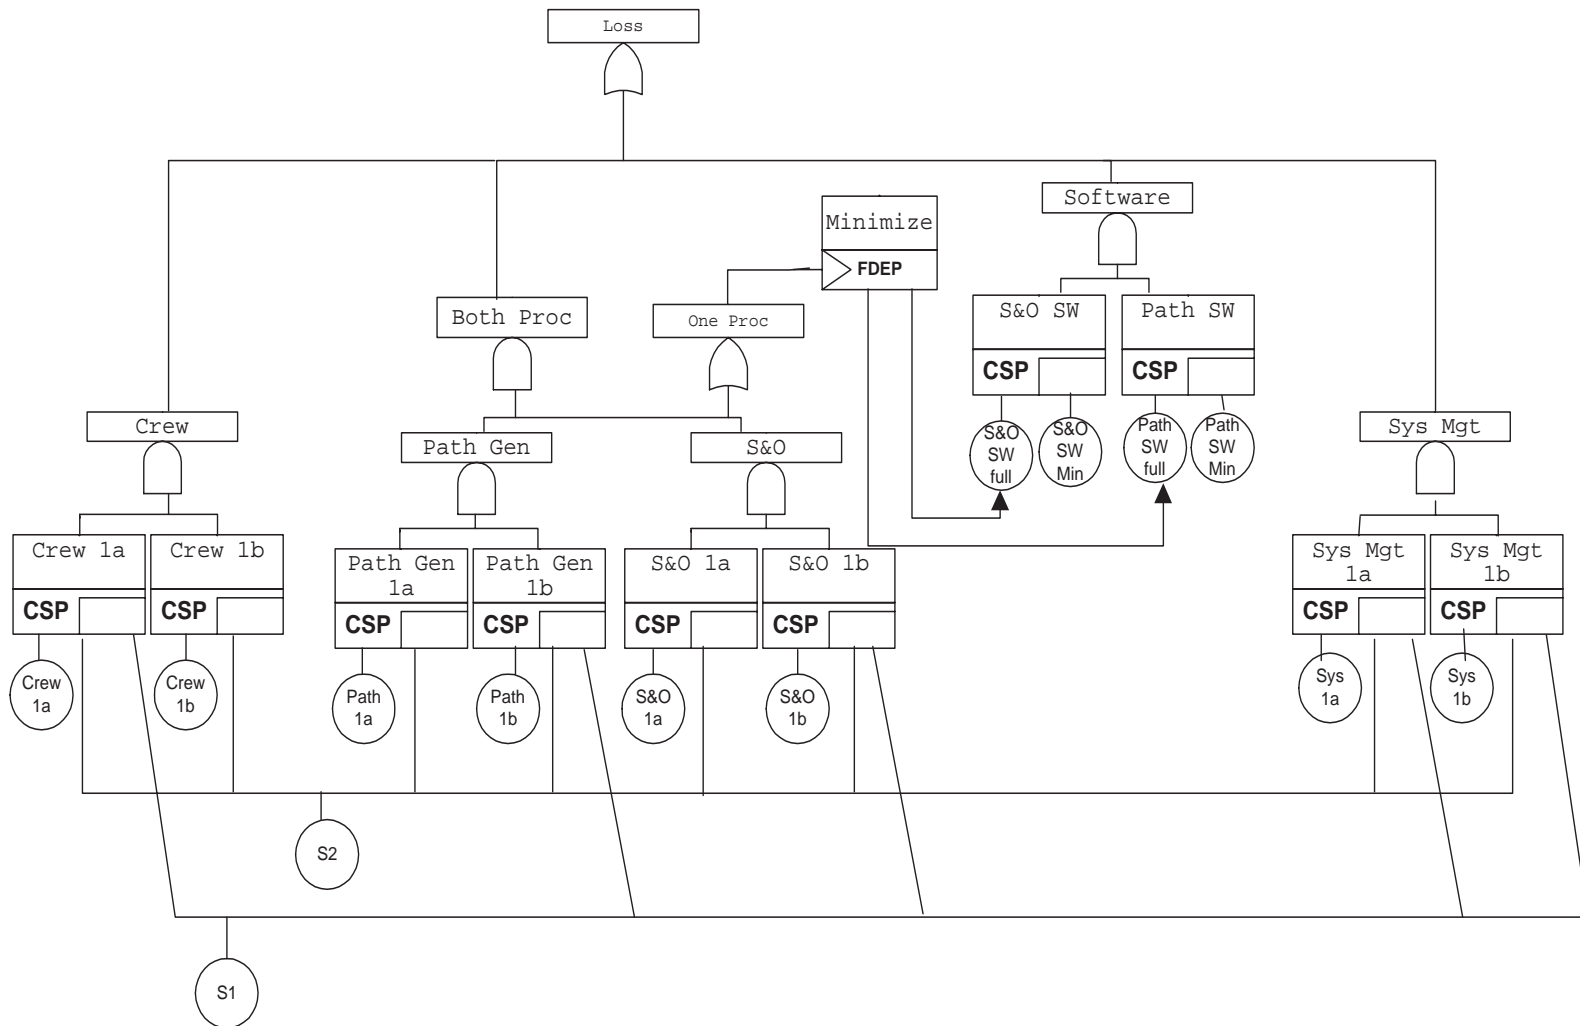 Loss
Software
Minimize
FDEP
Both Proc
One Proc
S&O SW
Path SW
CSP
CSP
Crew
Path Gen
S&O
S&O
SW
full
S&O
SW
Min
Path
SW
full
Path
SW
Min
Sys Mgt
Crew 1a
Crew 1b
Path Gen
1a
Path Gen
1b
S&O 1a
S&O 1b
Sys Mgt
1a
Sys Mgt
1b
CSP
CSP
CSP
CSP
CSP
CSP
CSP
CSP
Crew
1a
Crew
1b
Path
1a
Path
1b
S&O
1a
S&O
1b
Sys
1a
Sys
1b
S2
S1